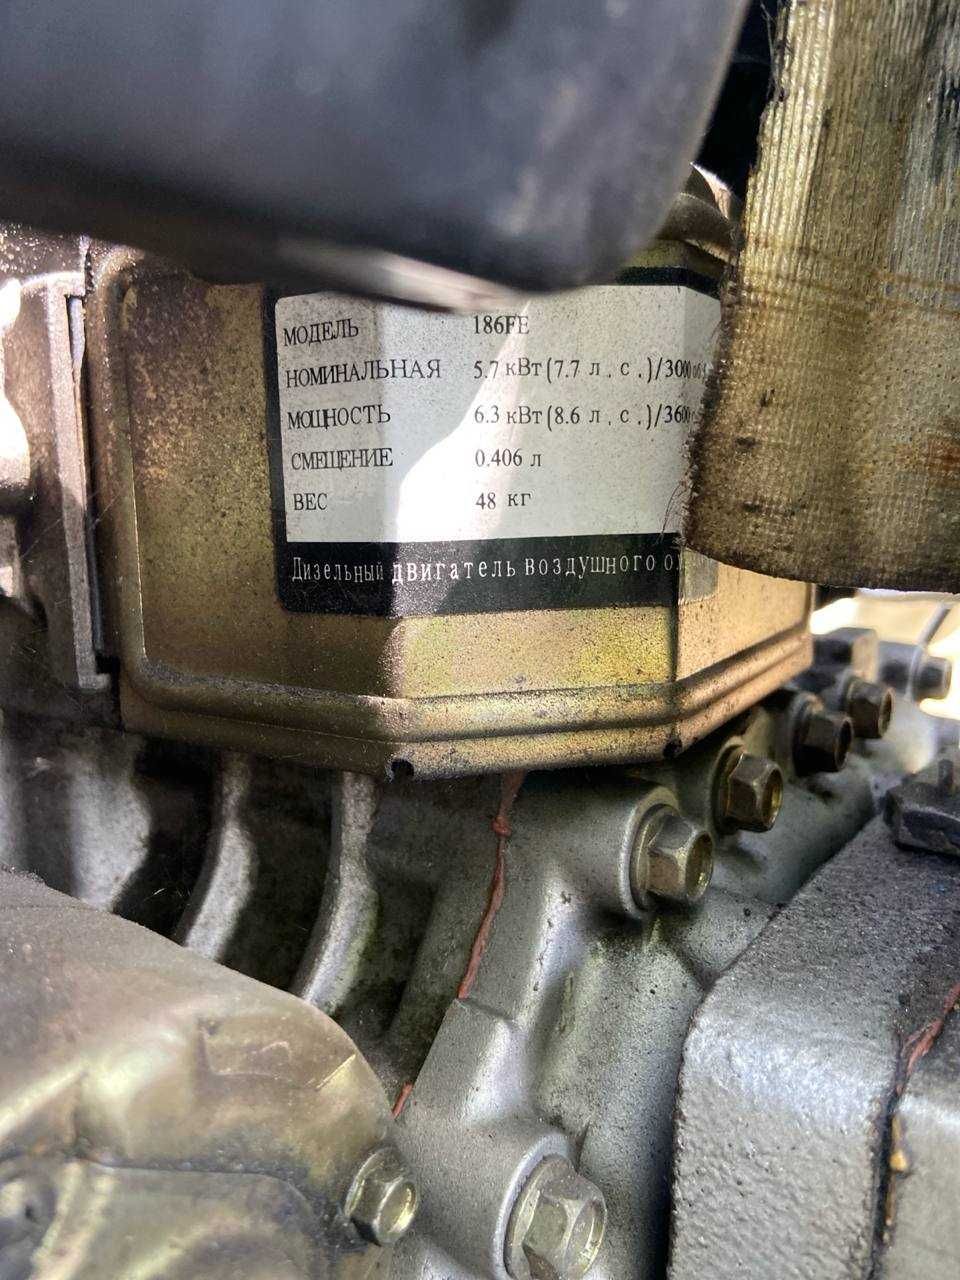 МОДЕЛЬ 186FE
НОМИНАЛЬНАЯ 5.7 кВт(7.7 л.с.)/3000
МОЩНОСТЬ 6.3 кВт(8.6 л.с.)/3600
СМЕЩЕНИЕ 0.406 л
ВЕС 48 кг
Дизельный двигатель воздушного